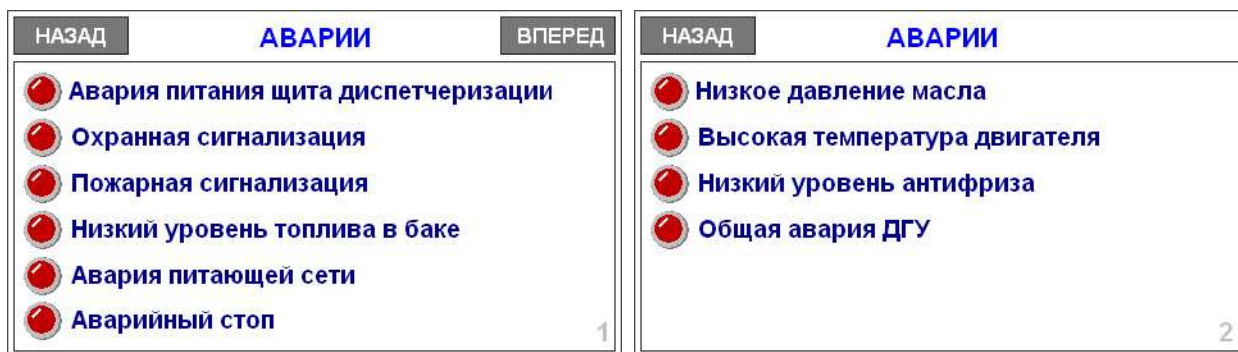 НАЗАД
АВАРИИ
ВПЕРЕД
Авария питания щита диспетчеризации
Охранная сигнализация
Пожарная сигнализация
Низкий уровень топлива в баке
Авария питающей сети
Аварийный стоп
1
НАЗАД
АВАРИИ
Низкое давление масла
Высокая температура двигателя
Низкий уровень антифриза
Общая авария ДГУ
2